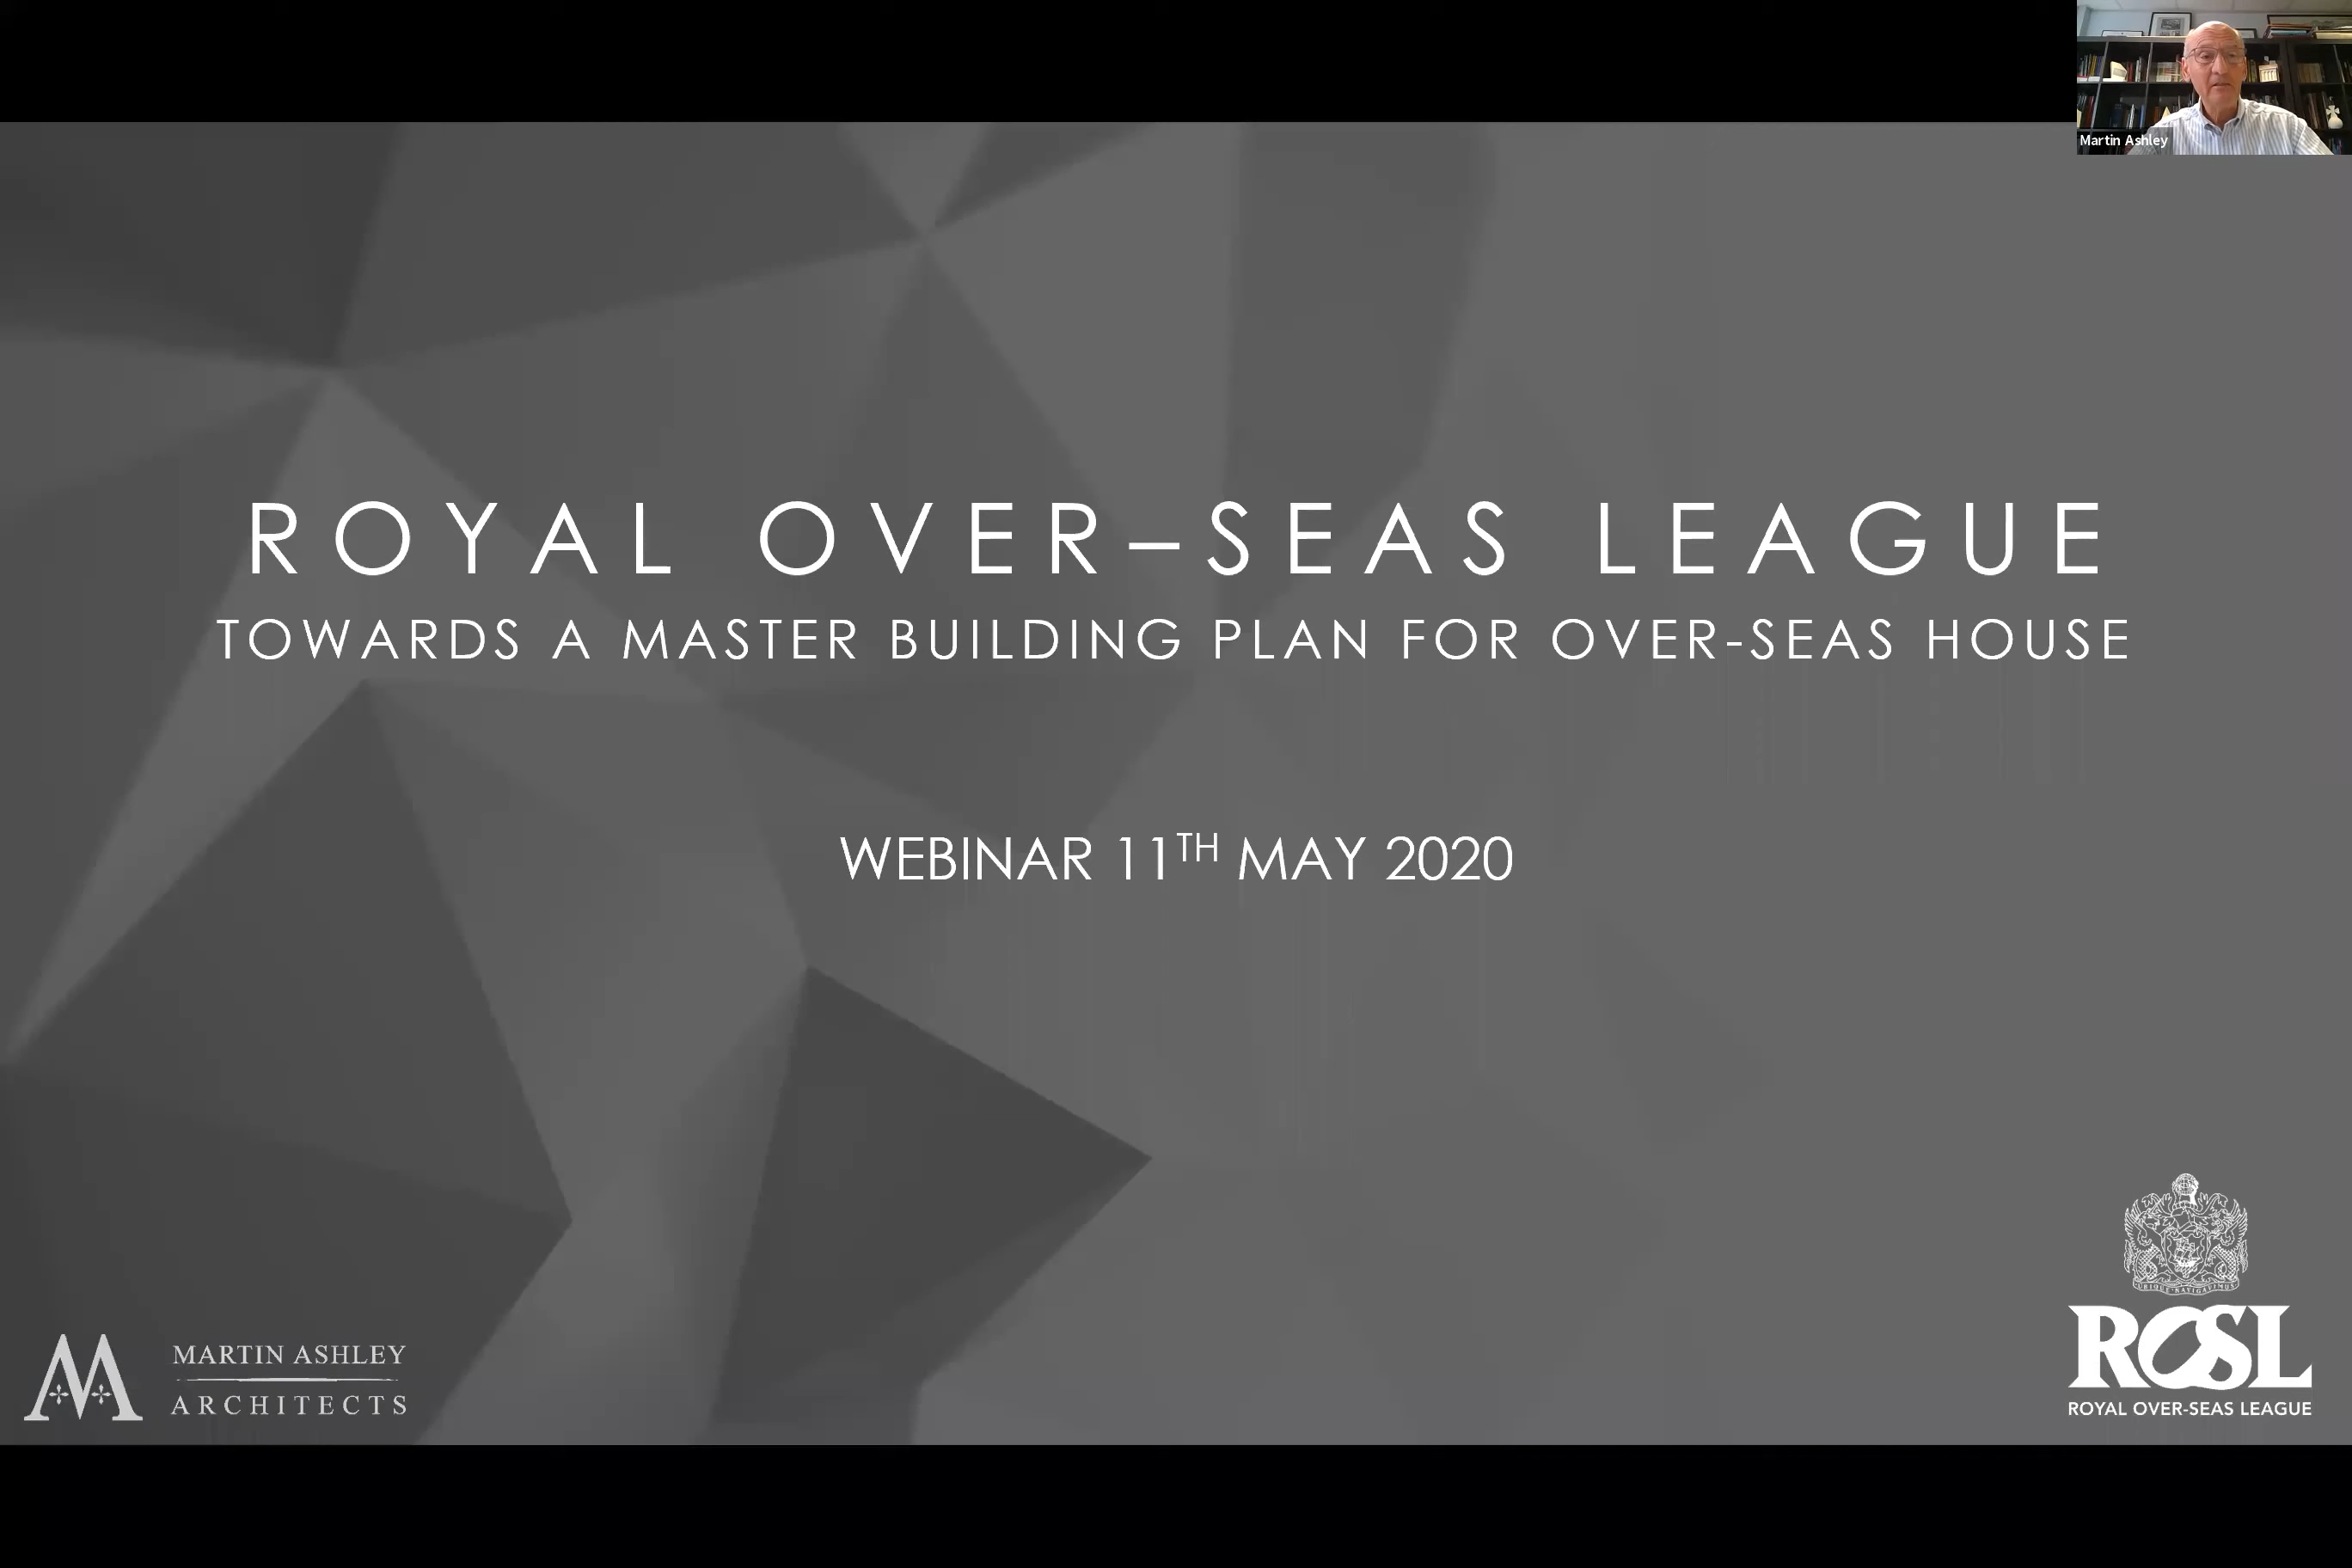 Martin Ashley
ROYAL OVER–SEAS LEAGUE
TOWARDS A MASTER BUILDING PLAN FOR OVER-SEAS HOUSE
WEBINAR 11TH MAY 2020
MARTIN ASHLEY
ARCHITECTS
ROSL
ROYAL OVER-SEAS LEAGUE